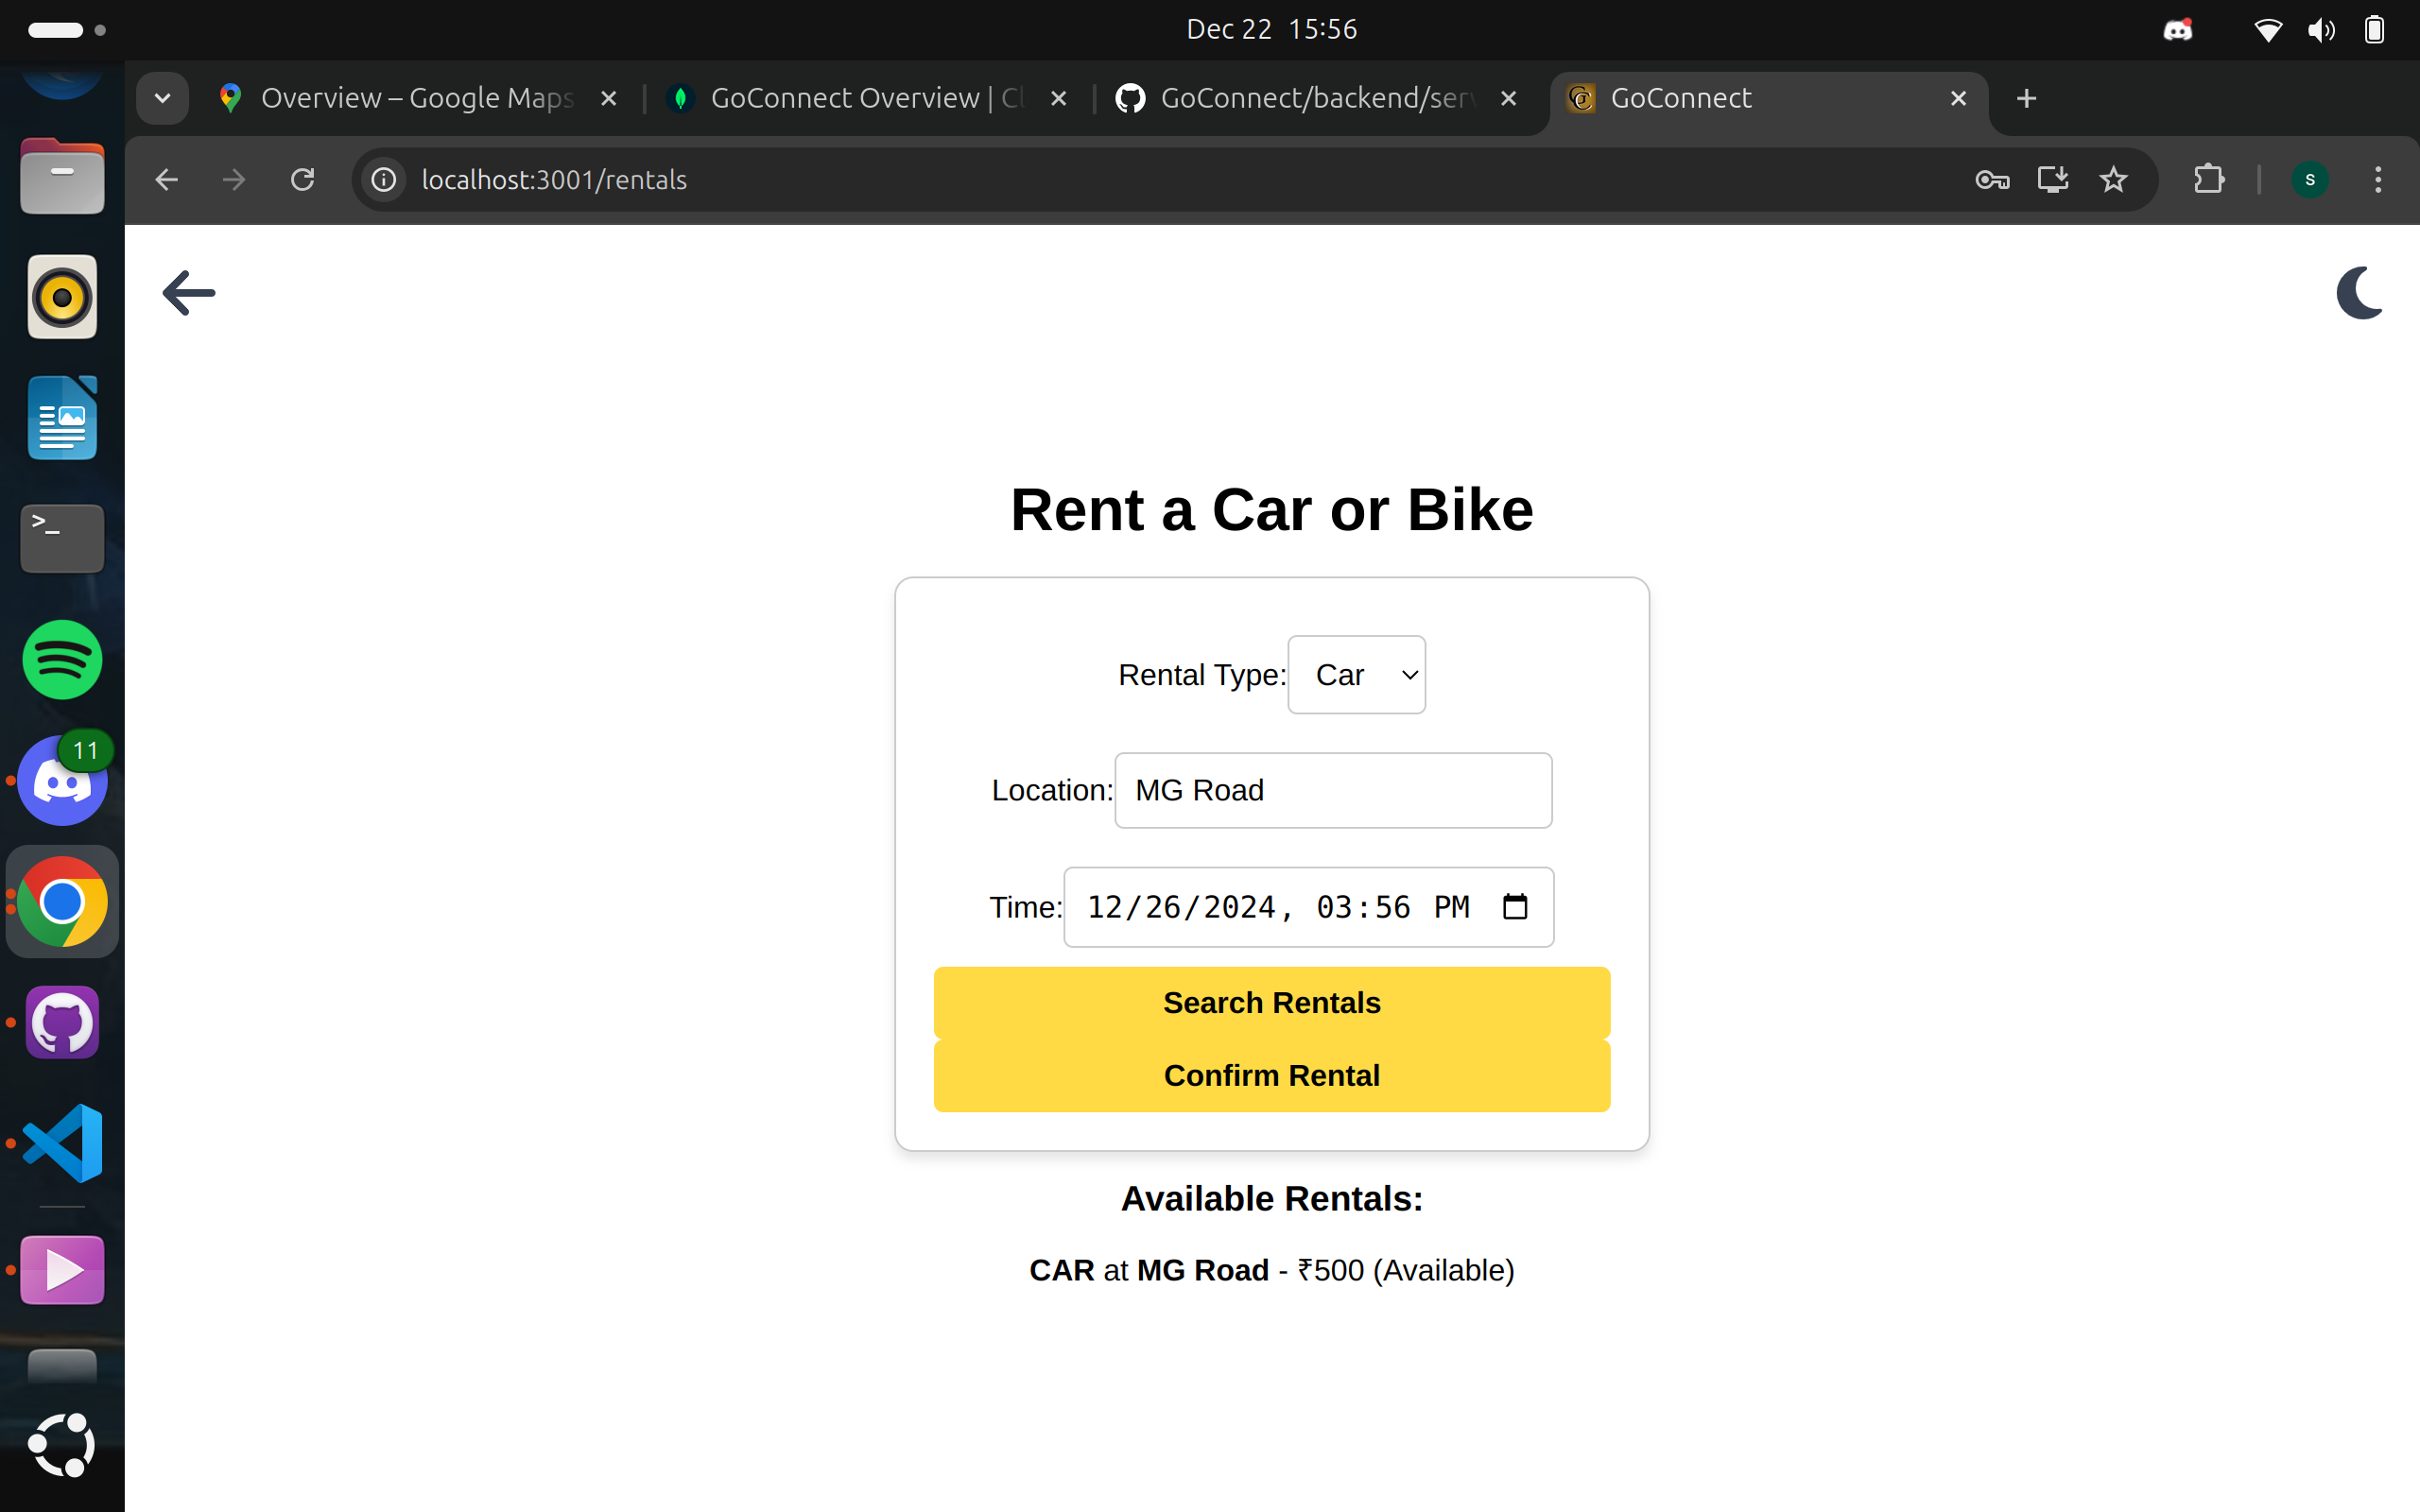 Dec 22 15:56
Overview – Google Maps
GoConnect Overview | Cl
GoConnect/backend/serv
GoConnect
localhost:3001/rentals
s
Rent a Car or Bike
Rental Type: Car
Location: MG Road
11
Time: 12/26/2024, 03:56 PM
Search Rentals
Confirm Rental
Available Rentals:
CAR at MG Road - ₹500 (Available)